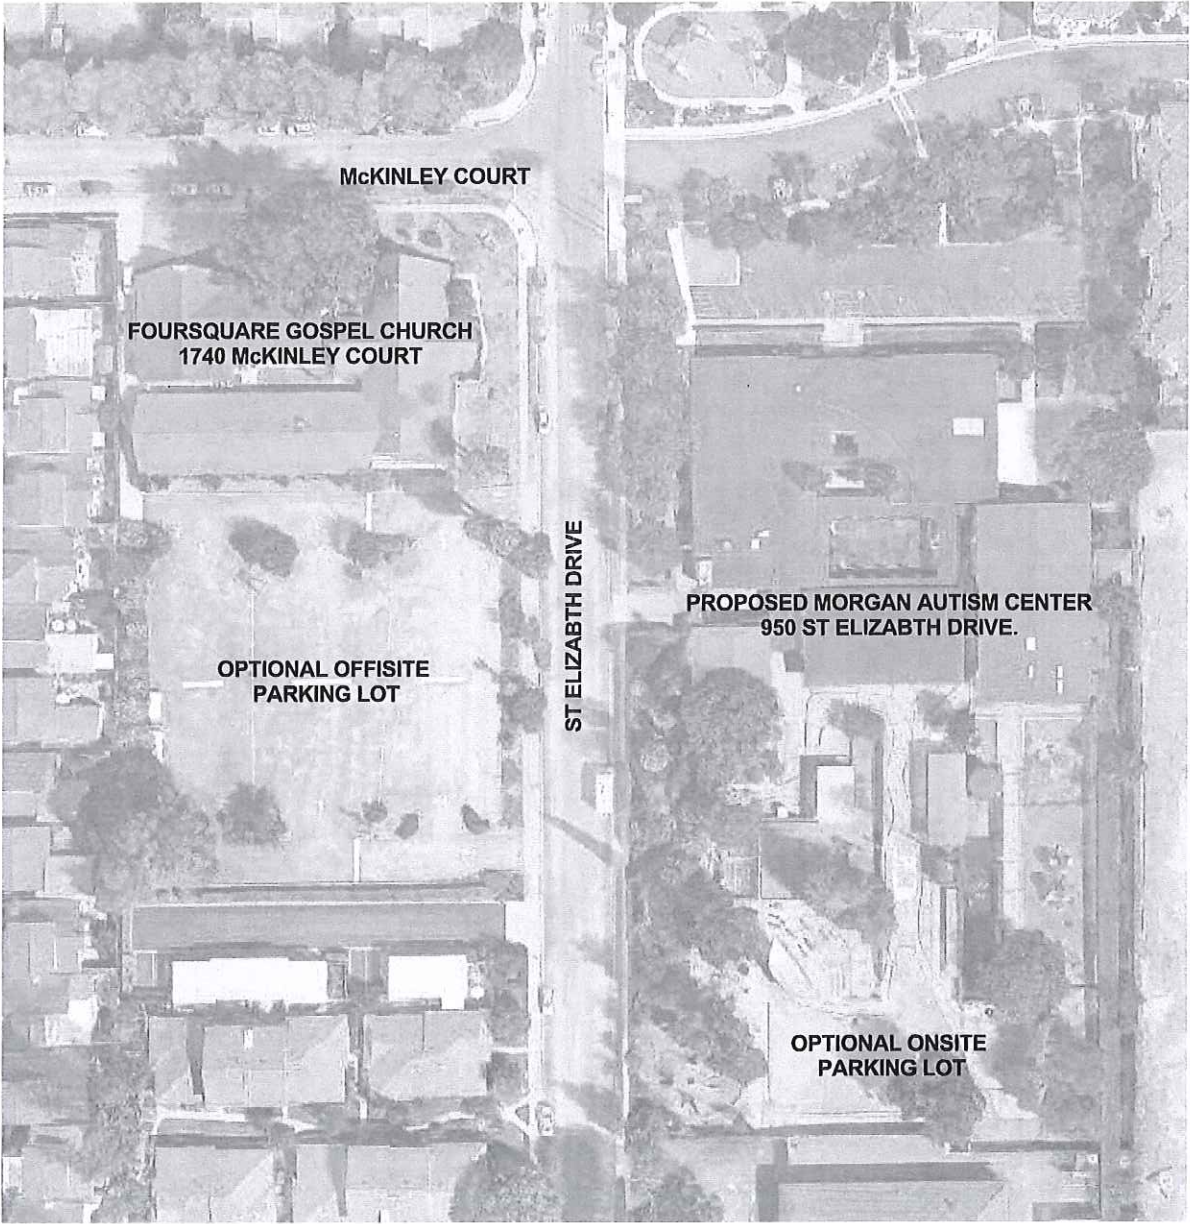 McKINLEY COURT
FOURSQUARE GOSPEL CHURCH
1740 McKINLEY COURT
ST ELIZABTH DRIVE
PROPOSED MORGAN AUTISM CENTER
950 ST ELIZABTH DRIVE.
OPTIONAL OFFISITE
PARKING LOT
OPTIONAL ONSITE
PARKING LOT